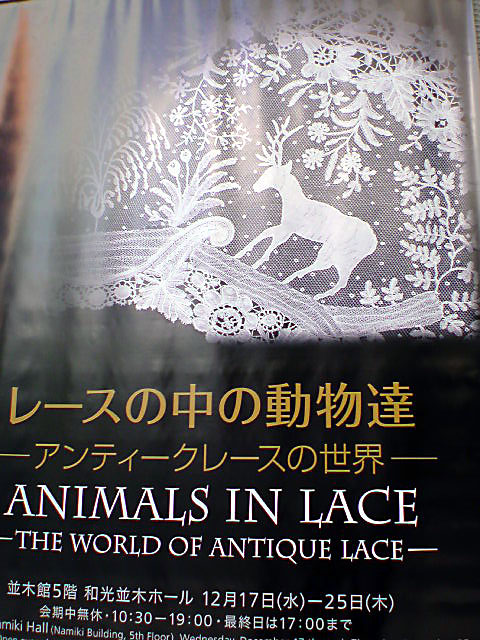 レースの中の動物達
—アンティークレースの世界—
ANIMALS IN LACE
—THE WORLD OF ANTIQUE LACE—
並木館5階 和光並木ホール 12月17日(水)—25日(木)
会期中無休・10:30—19:00・最終日は17:00まで
amiki Hall (Namiki Building, 5th Floor) Wednesday, December 17th